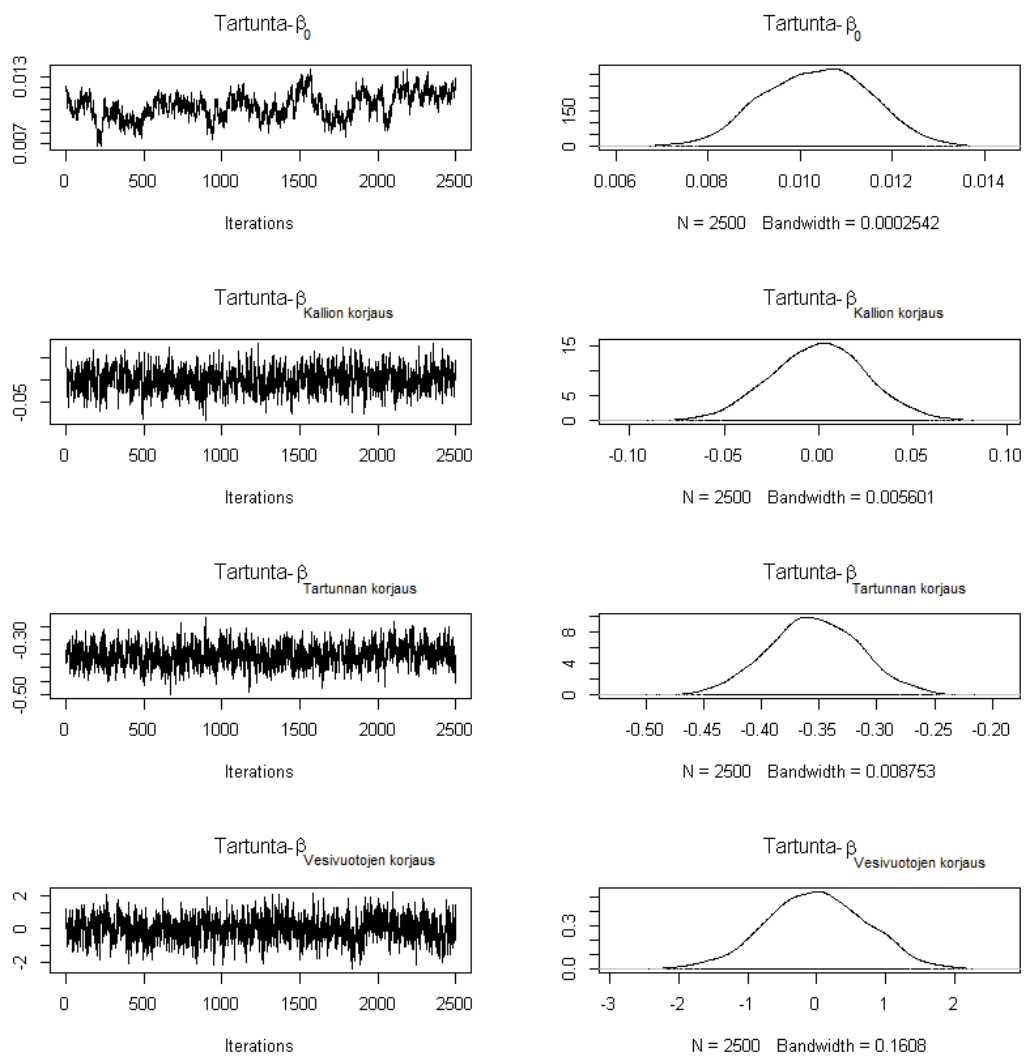 Tartunta-β0
Tartunta-β0
0.007 0.013
0 500 1000 1500 2000 2500
Iterations
0 150
0.006 0.008 0.010 0.012 0.014
N = 2500 Bandwidth = 0.0002542
Tartunta-βKallion korjaus
Tartunta-βKallion korjaus
-0.05
0 500 1000 1500 2000 2500
Iterations
0 5 15
-0.10 -0.05 0.00 0.05 0.10
N = 2500 Bandwidth = 0.005601
Tartunta-βTartunnan korjaus
Tartunta-βTartunnan korjaus
-0.50 -0.30
0 500 1000 1500 2000 2500
Iterations
0 4 8
-0.50 -0.45 -0.40 -0.35 -0.30 -0.25 -0.20
N = 2500 Bandwidth = 0.008753
Tartunta-βVesivuotojen korjaus
Tartunta-βVesivuotojen korjaus
-2 0 2
0 500 1000 1500 2000 2500
Iterations
0.0 0.3
-3 -2 -1 0 1 2
N = 2500 Bandwidth = 0.1608